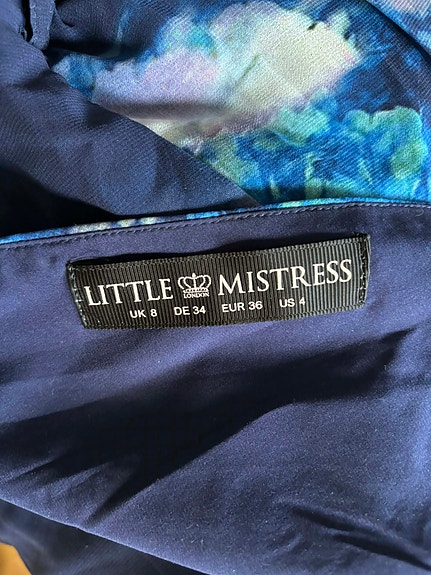 LITTLE LONDON MISTRESS
UK 8 DE 34 EUR 36 US 4